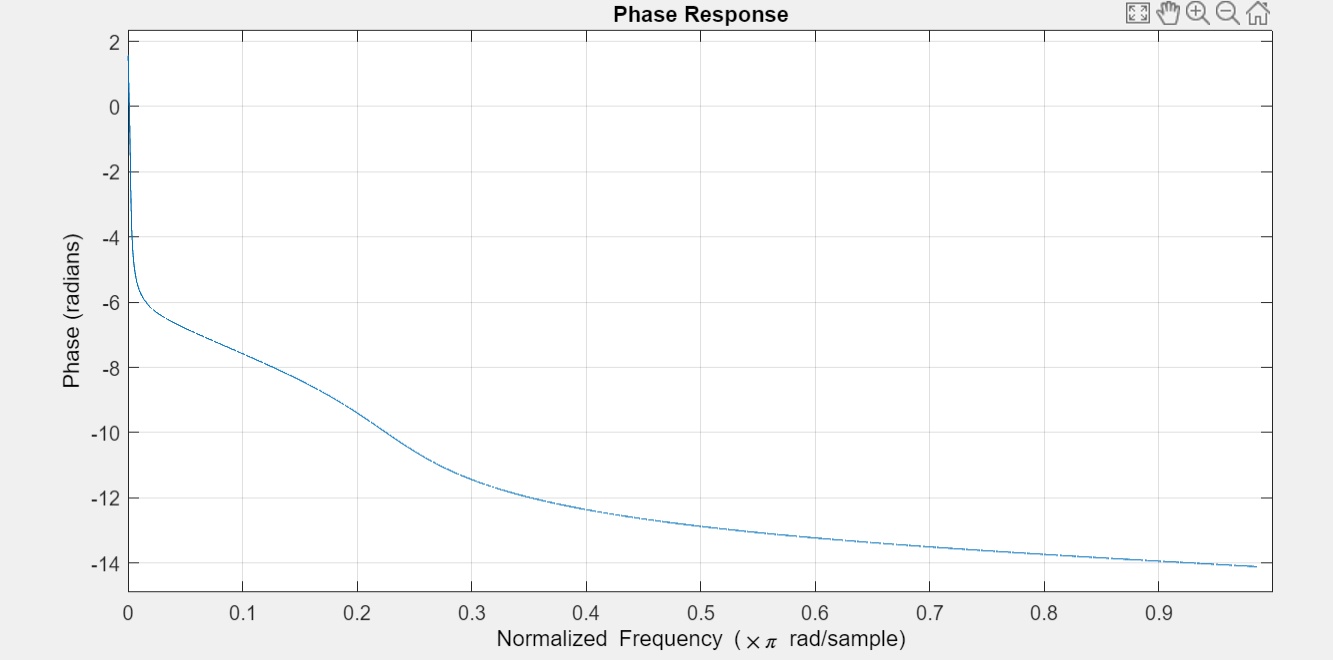 Phase Response
2
0
-2
-4
-6
-8
-10
-12
-14
Phase (radians)
0 0.1 0.2 0.3 0.4 0.5 0.6 0.7 0.8 0.9
Normalized Frequency (×π rad/sample)